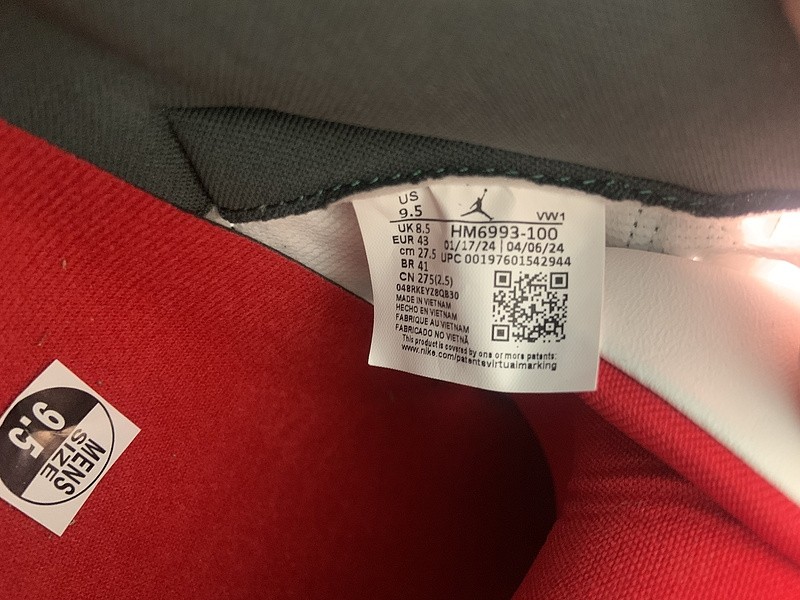 US
9.5
VW1
UK 8.5
HM6993-100
EUR 43
01/17/24 | 04/06/24
cm 27.5
UPC 00197601542944
BR 41
CN 275(2.5)
048RKEYZ8QB30
MADE IN VIETNAM
HECHO EN VIETNAM
FABRIQUE AU VIETNAM
FABRICADO NO VIETNÃ
This product is covered by one or more patents:
www.nike.com/patentsvirtualmarking
9.5
MENS
SIZE